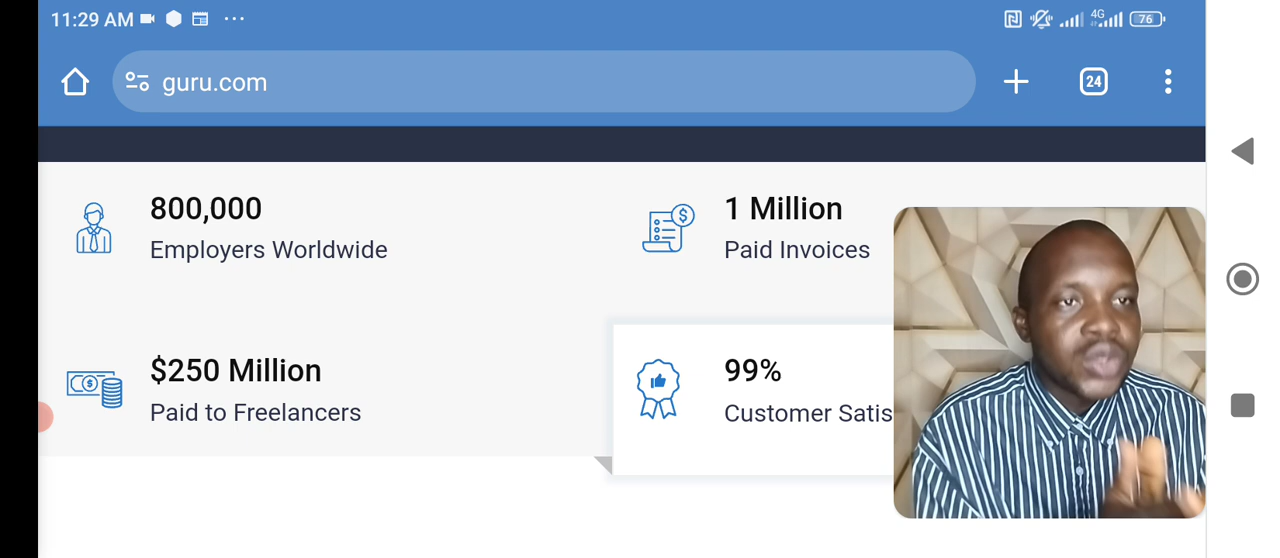 11:29 AM
4G
76
guru.com
24
800,000
Employers Worldwide
1 Million
Paid Invoices
$250 Million
Paid to Freelancers
99%
Customer Satis